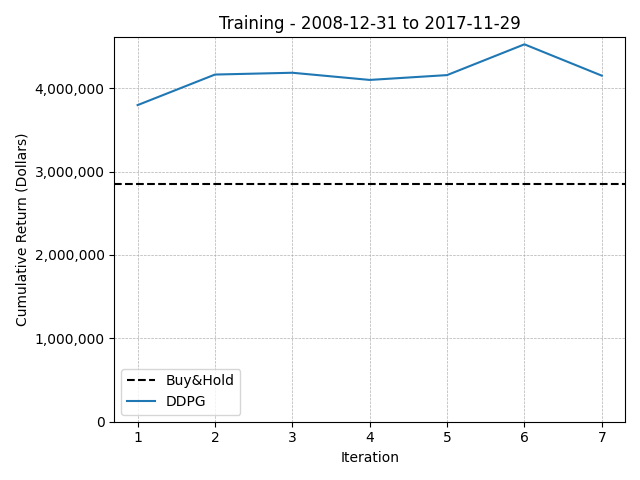 Training - 2008-12-31 to 2017-11-29
Cumulative Return (Dollars)
4,000,000
3,000,000
2,000,000
1,000,000
0
Buy&Hold
DDPG
1 2 3 4 5 6 7
Iteration